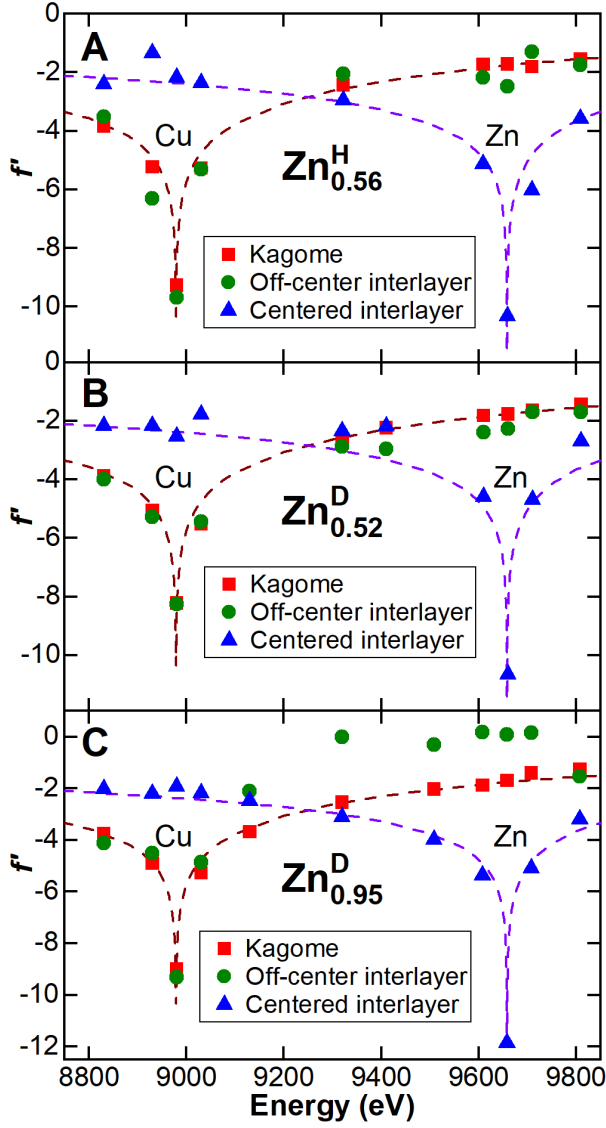 0
A
-2
-4
Cu
Zn
f'
Zn0.56H
-6
-8
Kagome
Off-center interlayer
Centered interlayer
-10
0
B
-2
-4
Cu
Zn
f'
Zn0.52D
-6
-8
Kagome
Off-center interlayer
Centered interlayer
-10
C
0
-2
-4
Cu
Zn
f'
Zn0.95D
-6
-8
Kagome
Off-center interlayer
Centered interlayer
-10
-12
8800 9000 9200 9400 9600 9800
Energy (eV)